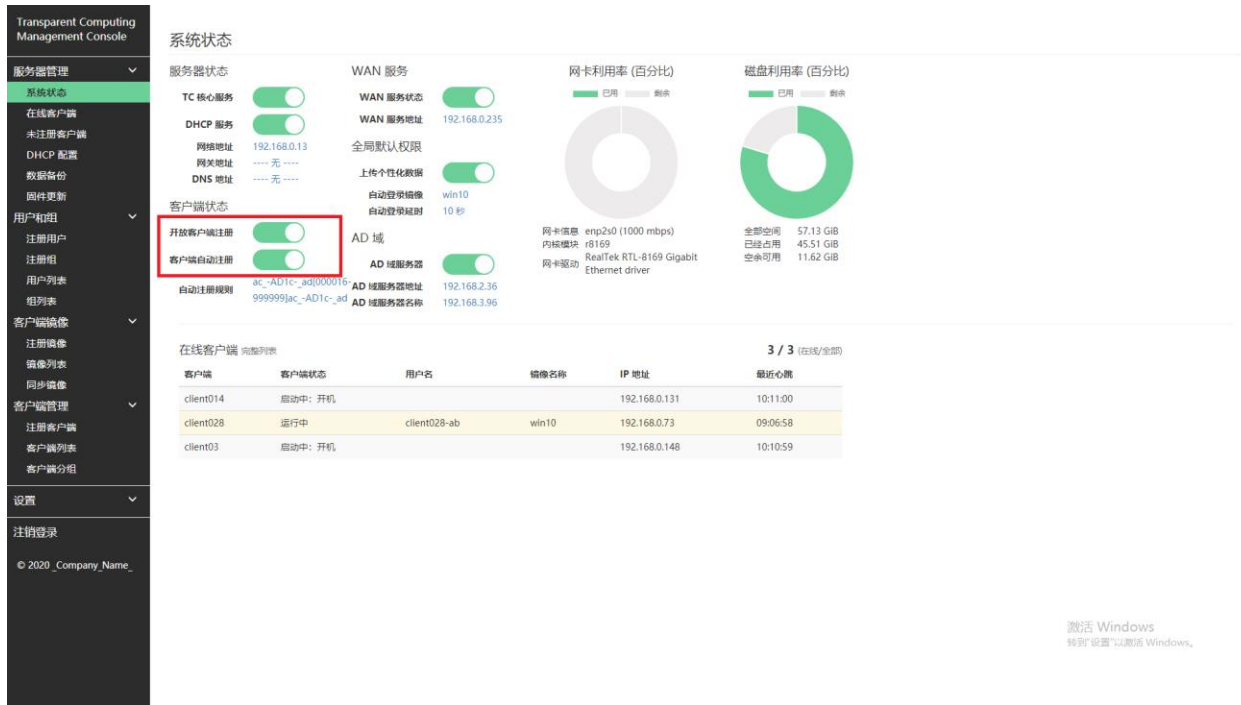 Transparent Computing
Management Console
服务器管理
系统状态
在线客户端
未注册客户端
DHCP 配置
数据备份
固件更新
用户和组
注册用户
注册组
用户列表
组列表
客户端镜像
注册镜像
镜像列表
同步镜像
客户端管理
注册客户端
客户端列表
客户端分组
设置
注销登录
© 2020 _Company_Name_
系统状态
服务器状态
TC 核心服务
DHCP 服务
网络地址 192.168.0.13
网关地址 ---- 无 ----
DNS 地址 ---- 无 ----
客户端状态
开放客户端注册
客户端自动注册
自动注册规则 ac_-AD1c-_ad[000016-
999999]ac_-AD1c-_ad
WAN 服务
WAN 服务状态
WAN 服务地址 192.168.0.235
全局默认权限
上传个性化数据
自动登录镜像 win10
自动登录延时 10 秒
AD 域
AD 域服务器
AD 域服务器地址 192.168.2.36
AD 域服务器名称 192.168.3.96
网卡利用率 (百分比)
已用 剩余
网卡信息 enp2s0 (1000 mbps)
内核模块 r8169
网卡驱动 RealTek RTL-8169 Gigabit
Ethernet driver
磁盘利用率 (百分比)
已用 剩余
全部空间 57.13 GiB
已经占用 45.51 GiB
空余可用 11.62 GiB
在线客户端 完整列表 3 / 3 (在线/全部)
客户端 客户端状态 用户名 镜像名称 IP 地址 最近心跳
client014 启动中：开机 192.168.0.131 10:11:00
client028 运行中 client028-ab win10 192.168.0.73 09:06:58
client03 启动中：开机 192.168.0.148 10:10:59
激活 Windows
转到"设置"以激活 Windows。